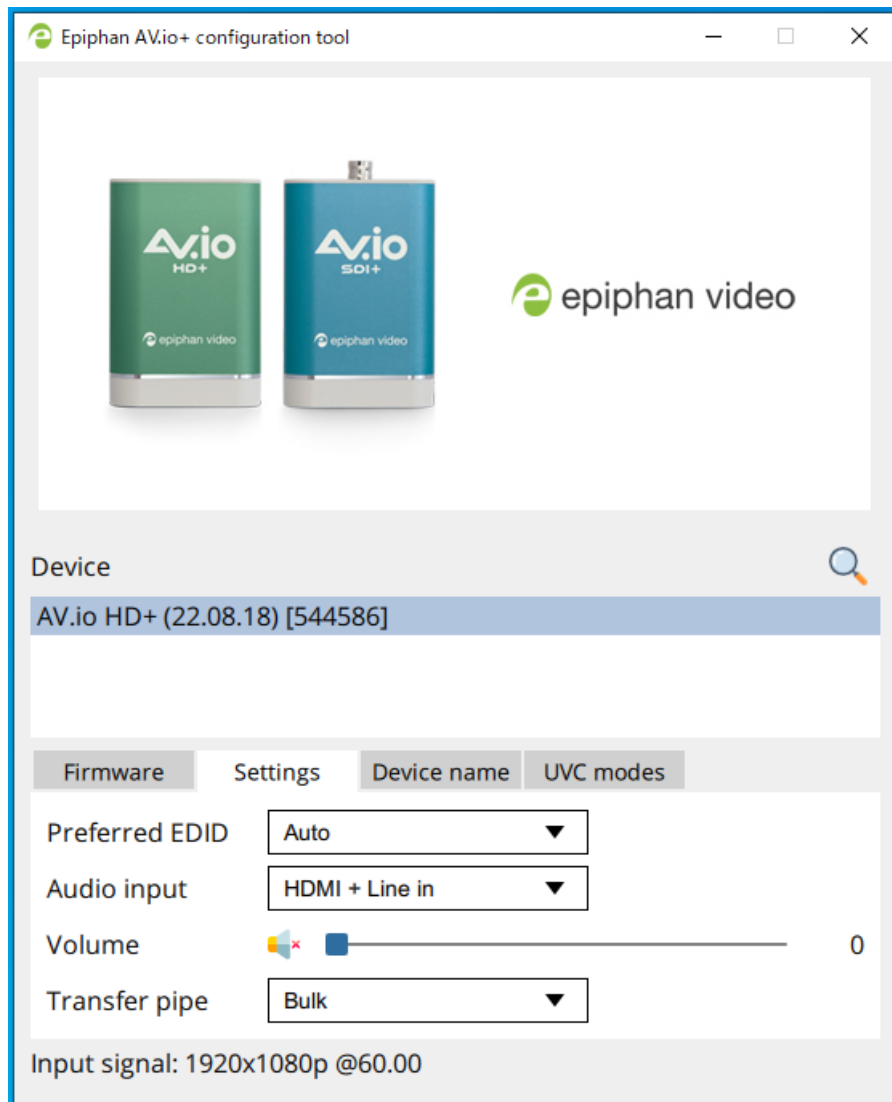 Epiphan AV.io+ configuration tool
AV.io
HD+
epiphan video
AV.io
SDI+
epiphan video
epiphan video
Device
AV.io HD+ (22.08.18) [544586]
Firmware Settings Device name UVC modes
Preferred EDID Auto
Audio input HDMI + Line in
Volume 0
Transfer pipe Bulk
Input signal: 1920x1080p @60.00